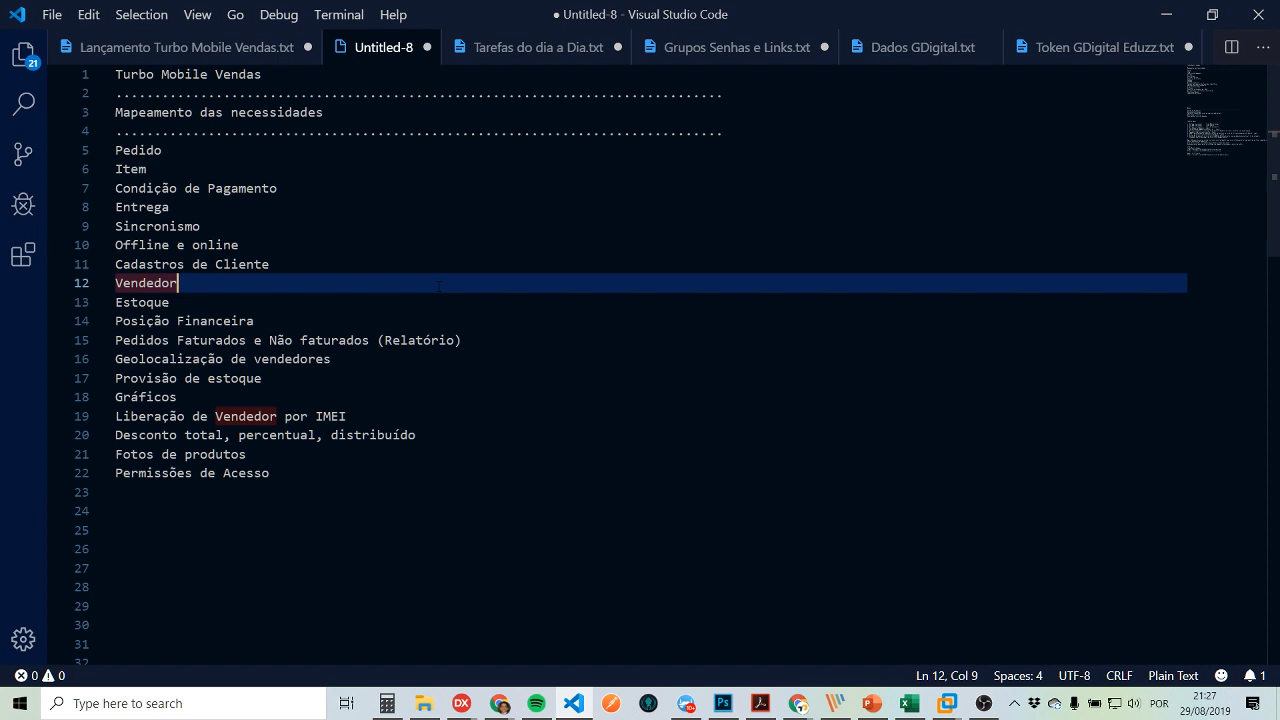 File Edit Selection View Go Debug Terminal Help
● Untitled-8 - Visual Studio Code
Lançamento Turbo Mobile Vendas.txt ● Untitled-8 ● Tarefas do dia a Dia.txt ● Grupos Senhas e Links.txt ● Dados GDigital.txt Token GDigital Eduzz.txt ● ...
21
1 Turbo Mobile Vendas
2 ...............................................................................
3 Mapeamento das necessidades
4 ...............................................................................
5 Pedido
6 Item
7 Condição de Pagamento
8 Entrega
9 Sincronismo
10 Offline e online
11 Cadastros de Cliente
12 Vendedor
13 Estoque
14 Posição Financeira
15 Pedidos Faturados e Não faturados (Relatório)
16 Geolocalização de vendedores
17 Provisão de estoque
18 Gráficos
19 Liberação de Vendedor por IMEI
20 Desconto total, percentual, distribuído
21 Fotos de produtos
22 Permissões de Acesso
23
24
25
26
27
28
29
30
31
32
0 0 Ln 12, Col 9 Spaces: 4 UTF-8 CRLF Plain Text 1
Type here to search DX 10+ Ps POR 21:27
29/08/2019